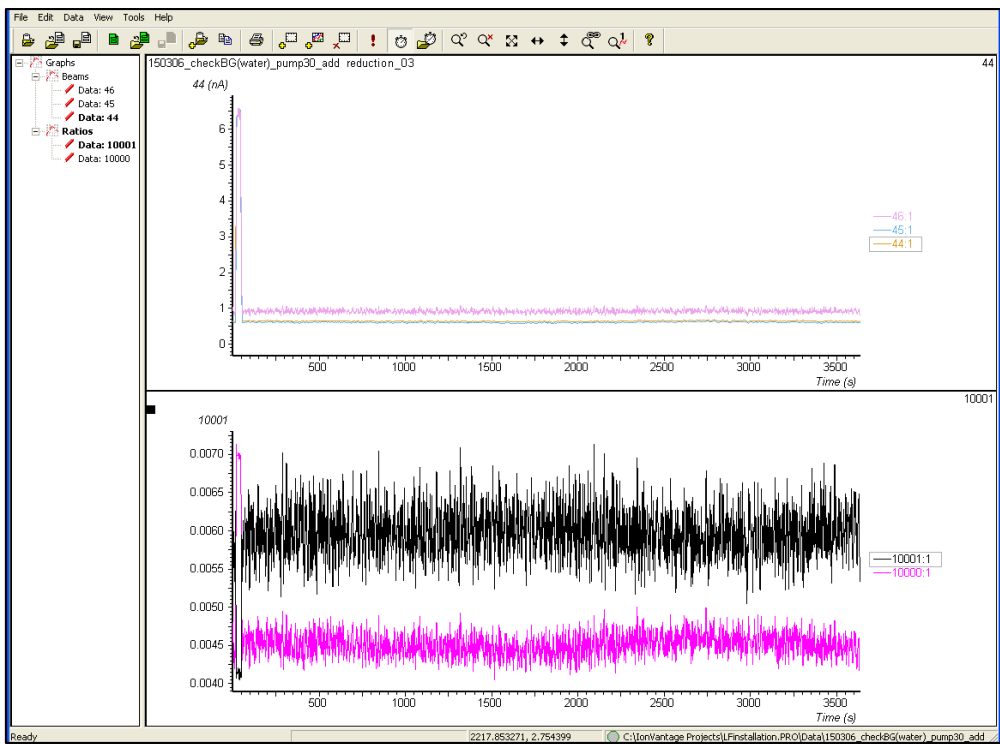 File Edit Data View Tools Help
Graphs
Beams
Data: 46
Data: 45
Data: 44
Ratios
Data: 10001
Data: 10000
150306_checkBG(water)_pump30_add reduction_03
44
44 (nA)
6
5
4
3
2
1
0
500 1000 1500 2000 2500 3000 3500
Time (s)
46:1
45:1
44:1
10001
10001
0.0070
0.0065
0.0060
0.0055
0.0050
0.0045
0.0040
500 1000 1500 2000 2500 3000 3500
Time (s)
10001:1
10000:1
Ready
2217.853271, 2.754399
C:\IonVantage Projects\LFinstallation.PRO\Data\150306_checkBG(water)_pump30_add